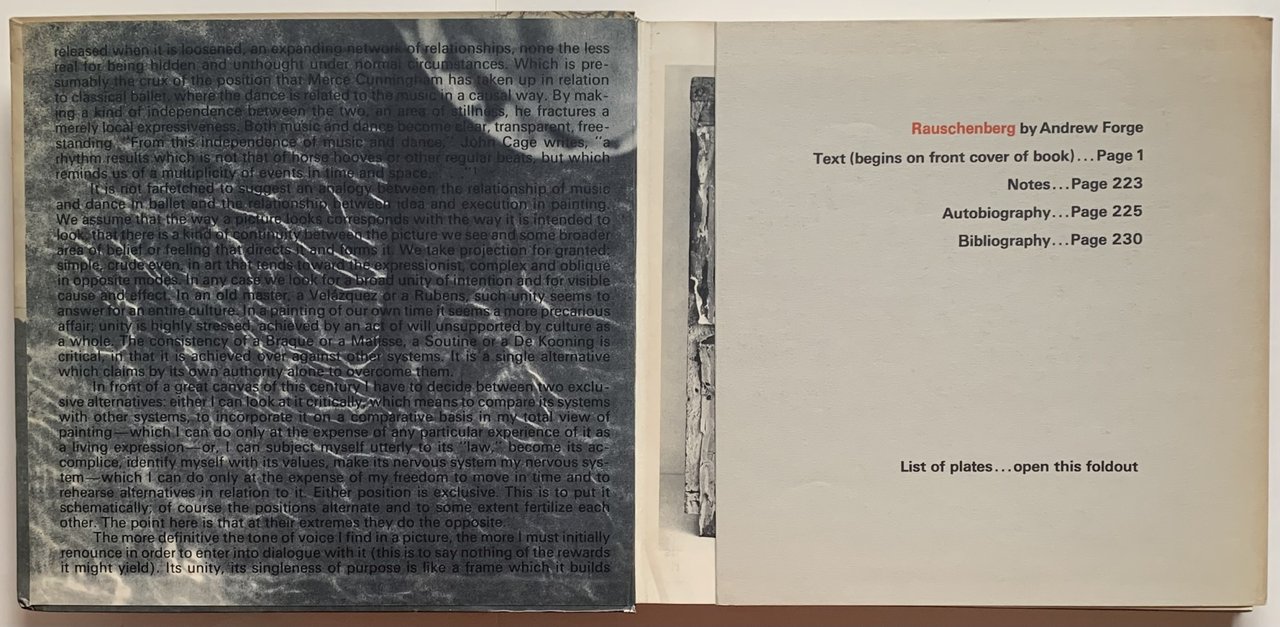 released when it is loosened, an expanding network of relationships, none the less
real for being hidden and unthought under normal circumstances. Which is pre-
sumably the crux of the position that Merce Cunningham has taken up in relation
to classical ballet, where the dance is related to the music in a causal way. By mak-
ing a kind of independence between the two, an area of stillness, he fractures a
merely local expressiveness. Both music and dance become clear, transparent, free-
standing. "From this independence of music and dance," John Cage writes, "a
rhythm results which is not that of horse hooves or other regular beats, but which
reminds us of a multiplicity of events in time and space. . . ."1
It is not farfetched to suggest an analogy between the relationship of music
and dance in ballet and the relationship between idea and execution in painting.
We assume that the way a picture looks corresponds with the way it is intended to
look, that there is a kind of continuity between the picture we see and some broader
area of belief or feeling that directs it and forms it. We take projection for granted:
simple, crude even, in art that tends toward the expressionist, complex and oblique
in opposite modes. In any case we look for a broad unity of intention and for visible
cause and effect. In an old master, a Velázquez or a Rubens, such unity seems to
answer for an entire culture. In a painting of our own time it seems a more precarious
affair; unity is highly stressed, achieved by an act of will unsupported by culture as
a whole. The consistency of a Braque or a Matisse, a Soutine or a De Kooning is
critical, in that it is achieved over against other systems. It is a single alternative
which claims by its own authority alone to overcome them.
In front of a great canvas of this century I have to decide between two exclu-
sive alternatives: either I can look at it critically, which means to compare its systems
with other systems, to incorporate it on a comparative basis in my total view of
painting—which I can do only at the expense of any particular experience of it as
a living expression—or, I can subject myself utterly to its "law," become its ac-
complice, identify myself with its values, make its nervous system my nervous sys-
tem—which I can do only at the expense of my freedom to move in time and to
rehearse alternatives in relation to it. Either position is exclusive. This is to put it
schematically; of course the positions alternate and to some extent fertilize each
other. The point here is that at their extremes they do the opposite.
The more definitive the tone of voice I find in a picture, the more I must initially
renounce in order to enter into dialogue with it (this is to say nothing of the rewards
it might yield). Its unity, its singleness of purpose is like a frame which it builds
Rauschenberg by Andrew Forge
Text (begins on front cover of book)...Page 1
Notes...Page 223
Autobiography...Page 225
Bibliography...Page 230
List of plates...open this foldout